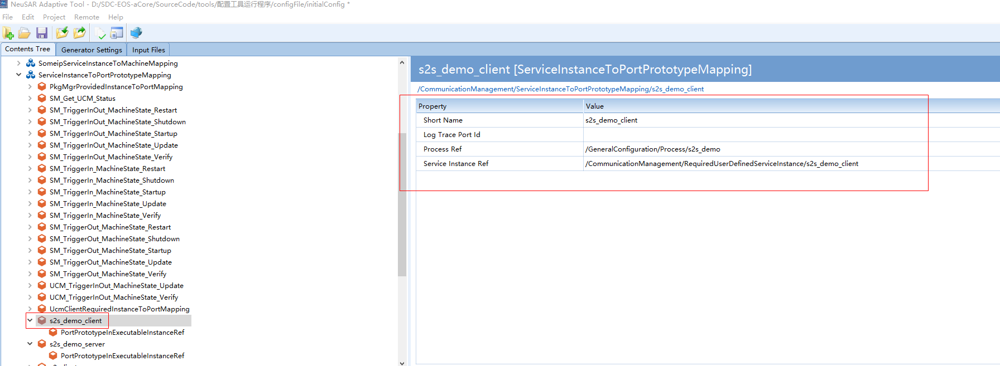 NeuSAR Adaptive Tool - D:/SDC-EOS-aCore/SourceCode/tools/配置工具运行程序/configFile/initialConfig *
File Edit Project Remote Help
Contents Tree Generator Settings Input Files
SomeipServiceInstanceToMachineMapping
ServiceInstanceToPortPrototypeMapping
PkgMgrProvidedInstanceToPortMapping
SM_Get_UCM_Status
SM_TriggerInOut_MachineState_Restart
SM_TriggerInOut_MachineState_Shutdown
SM_TriggerInOut_MachineState_Startup
SM_TriggerInOut_MachineState_Update
SM_TriggerInOut_MachineState_Verify
SM_TriggerIn_MachineState_Restart
SM_TriggerIn_MachineState_Shutdown
SM_TriggerIn_MachineState_Startup
SM_TriggerIn_MachineState_Update
SM_TriggerIn_MachineState_Verify
SM_TriggerOut_MachineState_Restart
SM_TriggerOut_MachineState_Shutdown
SM_TriggerOut_MachineState_Startup
SM_TriggerOut_MachineState_Update
SM_TriggerOut_MachineState_Verify
UCM_TriggerInOut_MachineState_Update
UCM_TriggerInOut_MachineState_Verify
UcmClientRequiredInstanceToPortMapping
s2s_demo_client
PortPrototypeInExecutableInstanceRef
s2s_demo_server
PortPrototypeInExecutableInstanceRef
s2s_demo_client [ServiceInstanceToPortPrototypeMapping]
/CommunicationManagement/ServiceInstanceToPortPrototypeMapping/s2s_demo_client
Property Value
Short Name s2s_demo_client
Log Trace Port Id
Process Ref /GeneralConfiguration/Process/s2s_demo
Service Instance Ref /CommunicationManagement/RequiredUserDefinedServiceInstance/s2s_demo_client